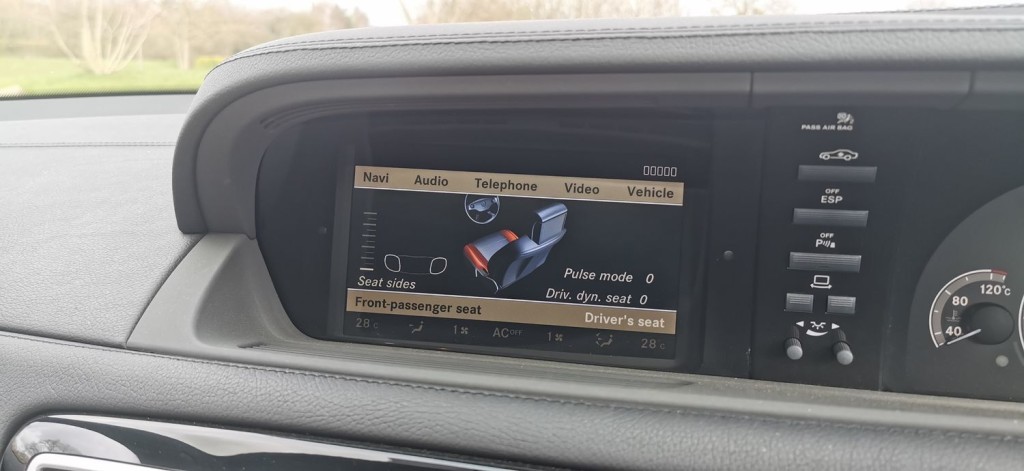 Navi Audio Telephone Video Vehicle
Pulse mode 0
Seat sides Driv. dyn. seat 0
Front-passenger seat Driver's seat
28 c 1 AC OFF 1 28 c
PASS AIR BAG
OFF
ESP
OFF
P
120°c
80
40